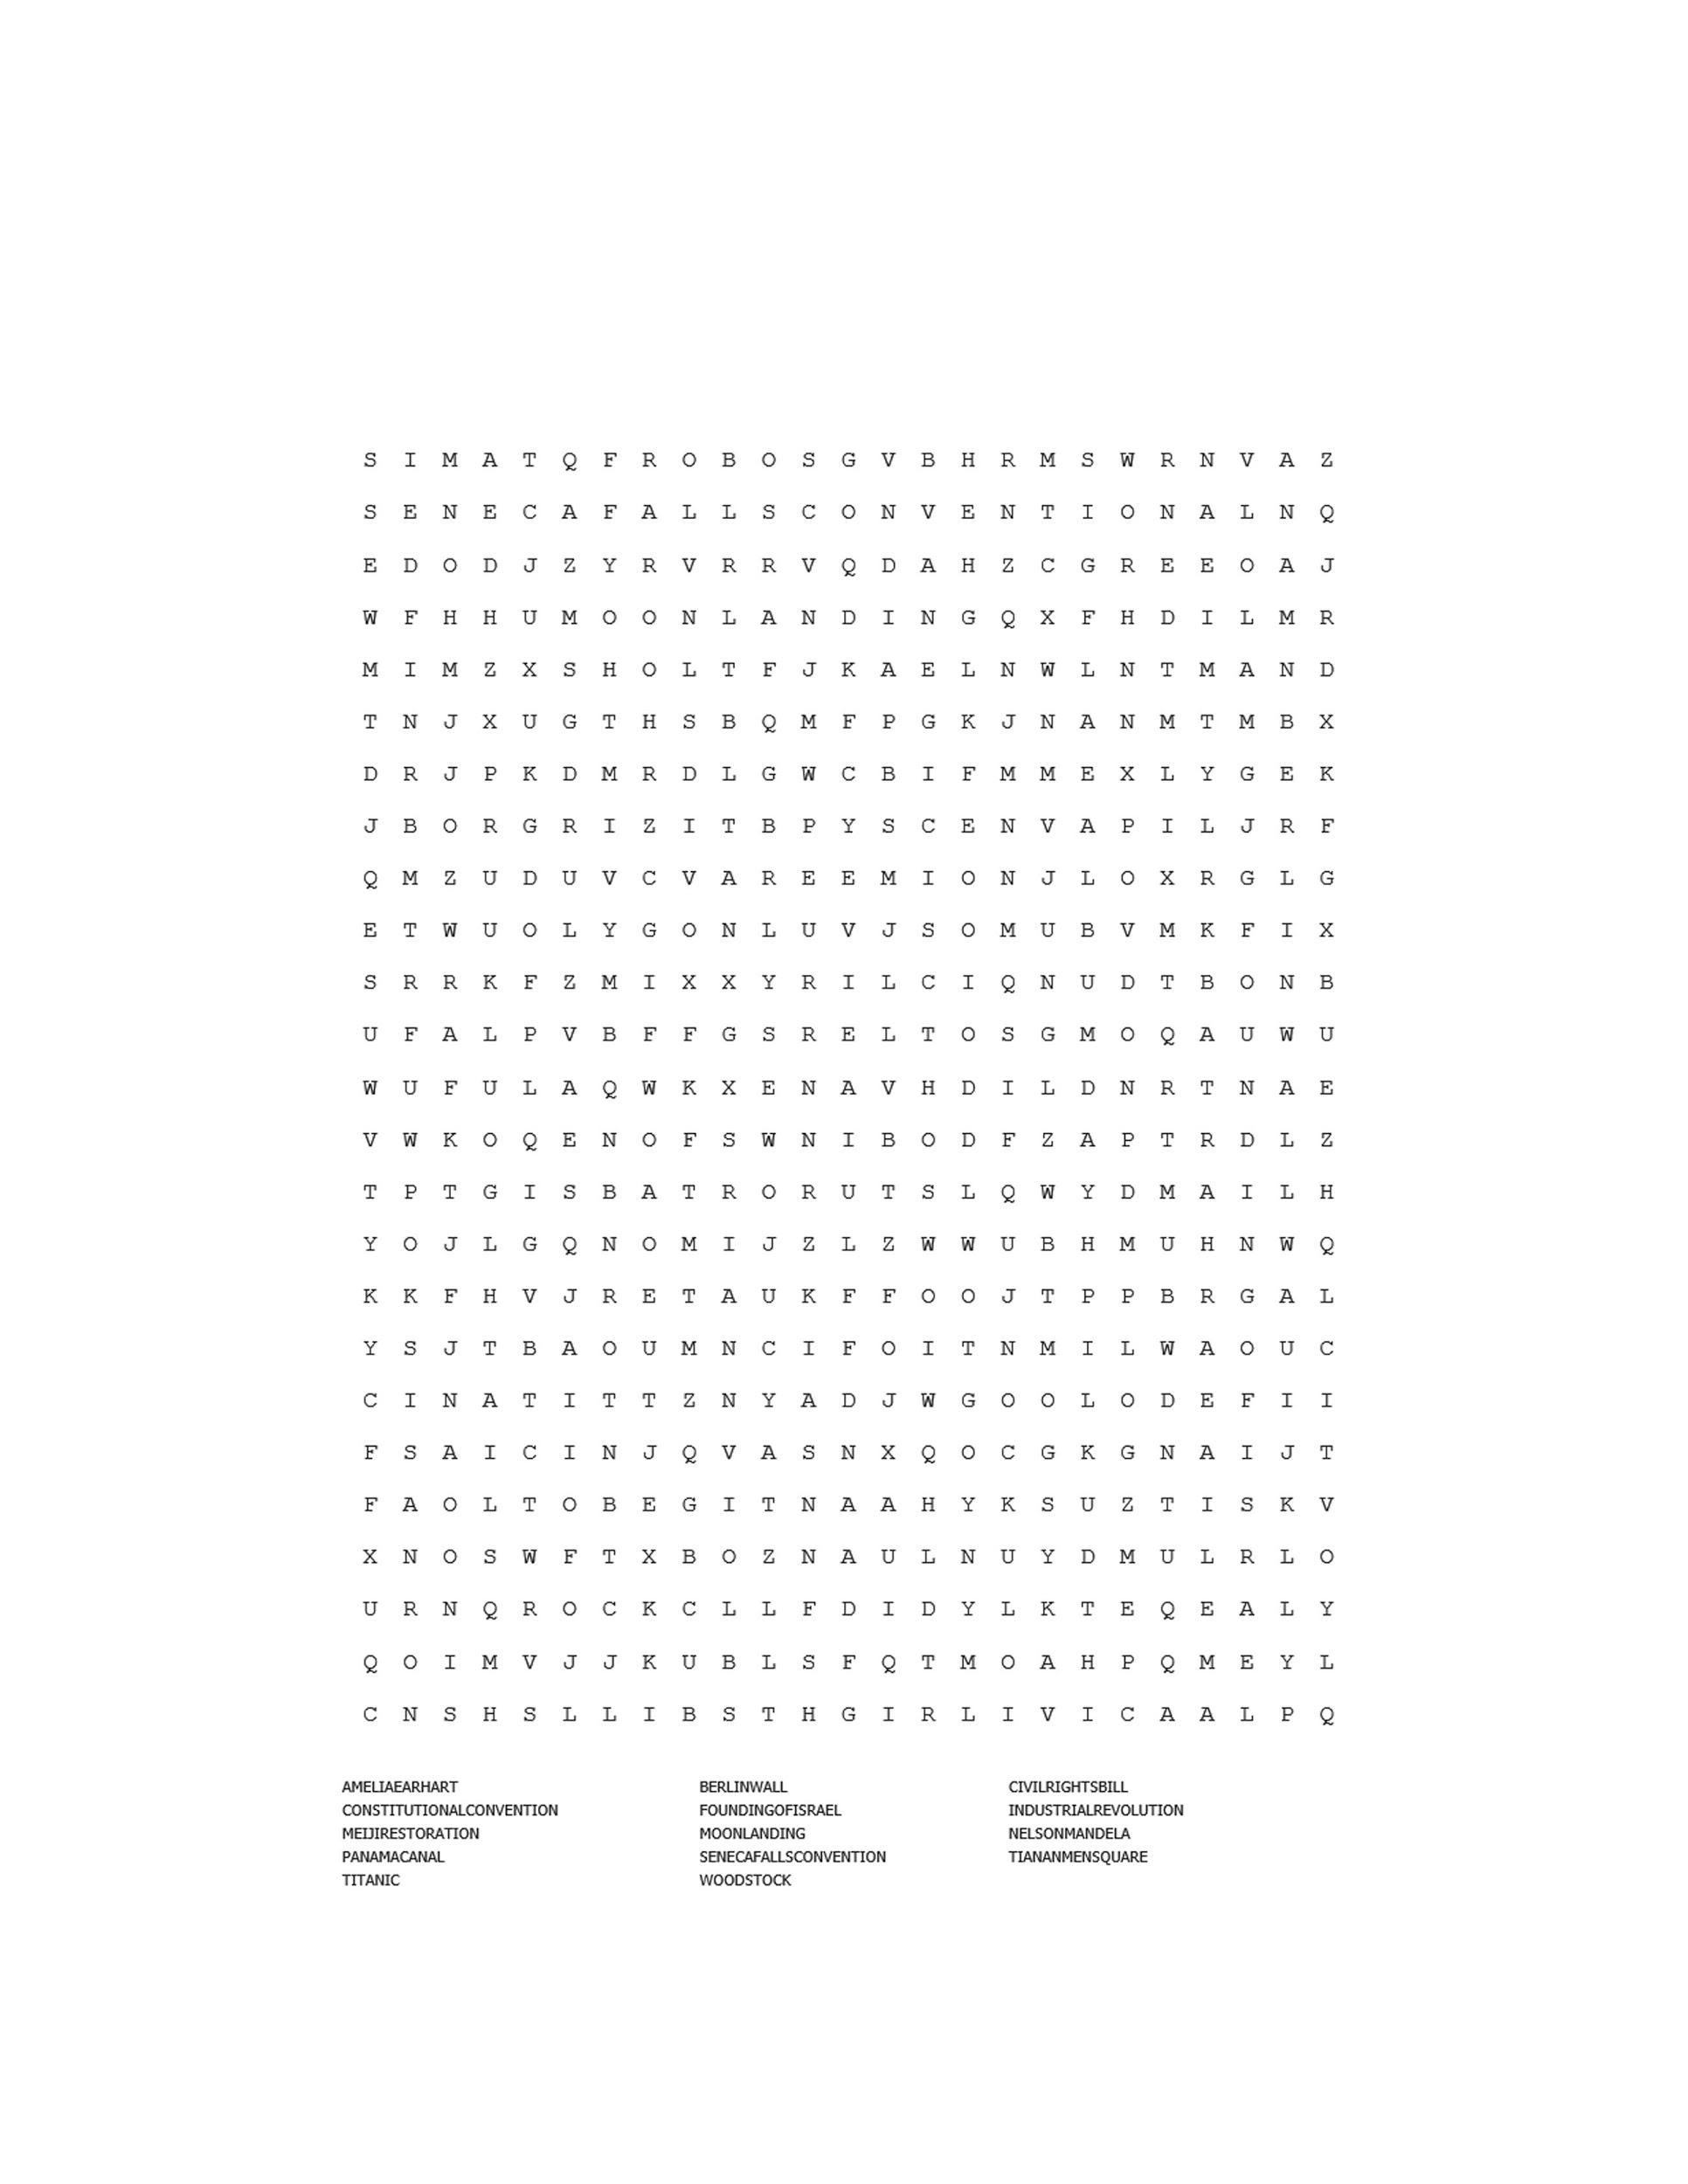 S I M A T Q F R O B O S G V B H R M S W R N V A Z
S E N E C A F A L L S C O N V E N T I O N A L N Q
E D O D J Z Y R V R R V Q D A H Z C G R E E O A J
W F H H U M O O N L A N D I N G Q X F H D I L M R
M I M Z X S H O L T F J K A E L N W L N T M A N D
T N J X U G T H S B Q M F P G K J N A N M T M B X
D R J P K D M R D L G W C B I F M M E X L Y G E K
J B O R G R I Z I T B P Y S C E N V A P I L J R F
Q M Z U D U V C V A R E E M I O N J L O X R G L G
E T W U O L Y G O N L U V J S O M U B V M K F I X
S R R K F Z M I X X Y R I L C I Q N U D T B O N B
U F A L P V B F F G S R E L T O S G M O Q A U W U
W U F U L A Q W K X E N A V H D I L D N R T N A E
V W K O Q E N O F S W N I B O D F Z A P T R D L Z
T P T G I S B A T R O R U T S L Q W Y D M A I L H
Y O J L G Q N O M I J Z L Z W W U B H M U H N W Q
K K F H V J R E T A U K F F O O J T P P B R G A L
Y S J T B A O U M N C I F O I T N M I L W A O U C
C I N A T I T T Z N Y A D J W G O O L O D E F I I
F S A I C I N J Q V A S N X Q O C G K G N A I J T
F A O L T O B E G I T N A A H Y K S U Z T I S K V
X N O S W F T X B O Z N A U L N U Y D M U L R L O
U R N Q R O C K C L L F D I D Y L K T E Q E A L Y
Q O I M V J J K U B L S F Q T M O A H P Q M E Y L
C N S H S L L I B S T H G I R L I V I C A A L P Q
AMELIAEARHART BERLINWALL CIVILRIGHTSBILL
CONSTITUTIONALCONVENTION FOUNDINGOFISRAEL INDUSTRIALREVOLUTION
MEIJIRESTORATION MOONLANDING NELSONMANDELA
PANAMACANAL SENECAFALLSCONVENTION TIANANMENSQUARE
TITANIC WOODSTOCK